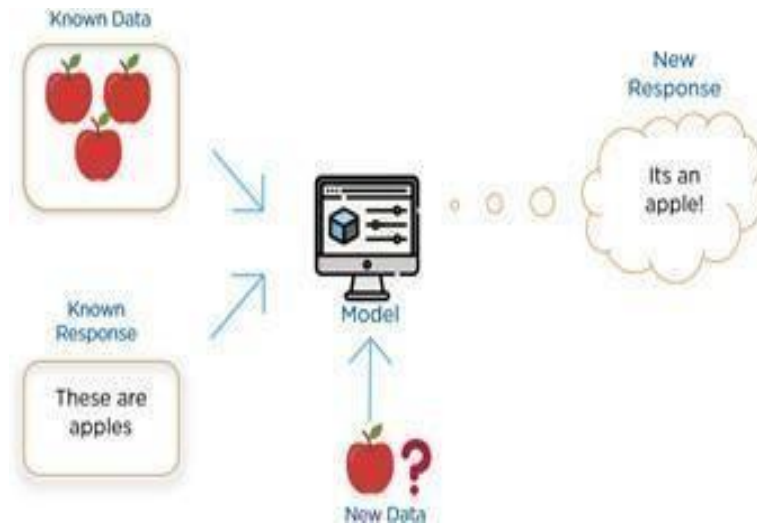 Known Data
New
Response
Its an
apple!
Known
Response
Model
These are
apples
?
New Data